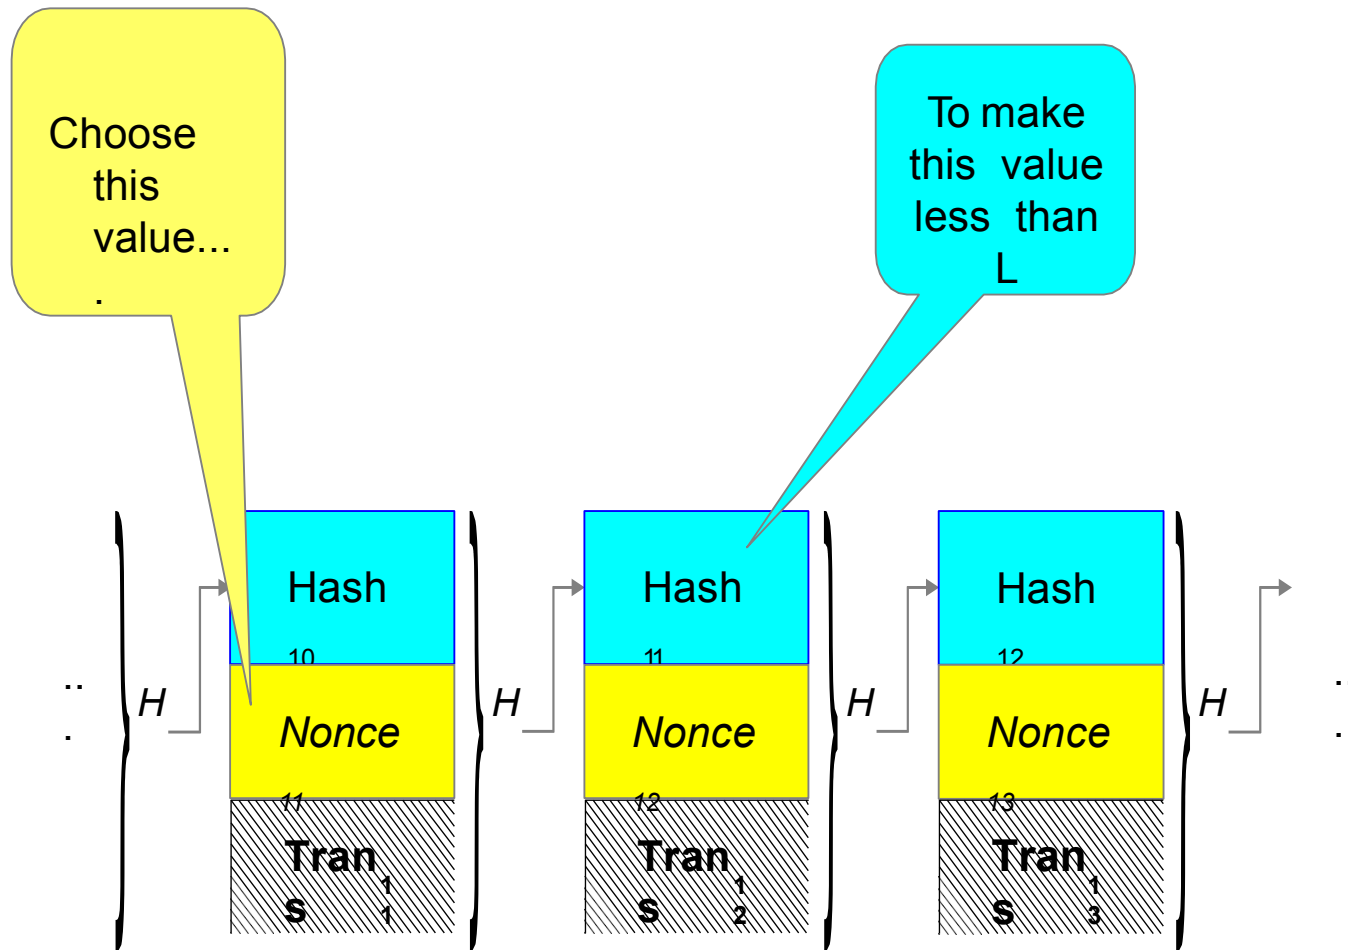 Choose
this
value...
.
To make
this value
less than
L
Hash
10
Hash
11
Hash
12
..
.
H
Nonce
11
H
Nonce
12
H
Nonce
13
H
..
.
Tran
s
1
1
Tran
s
1
2
Tran
s
1
3